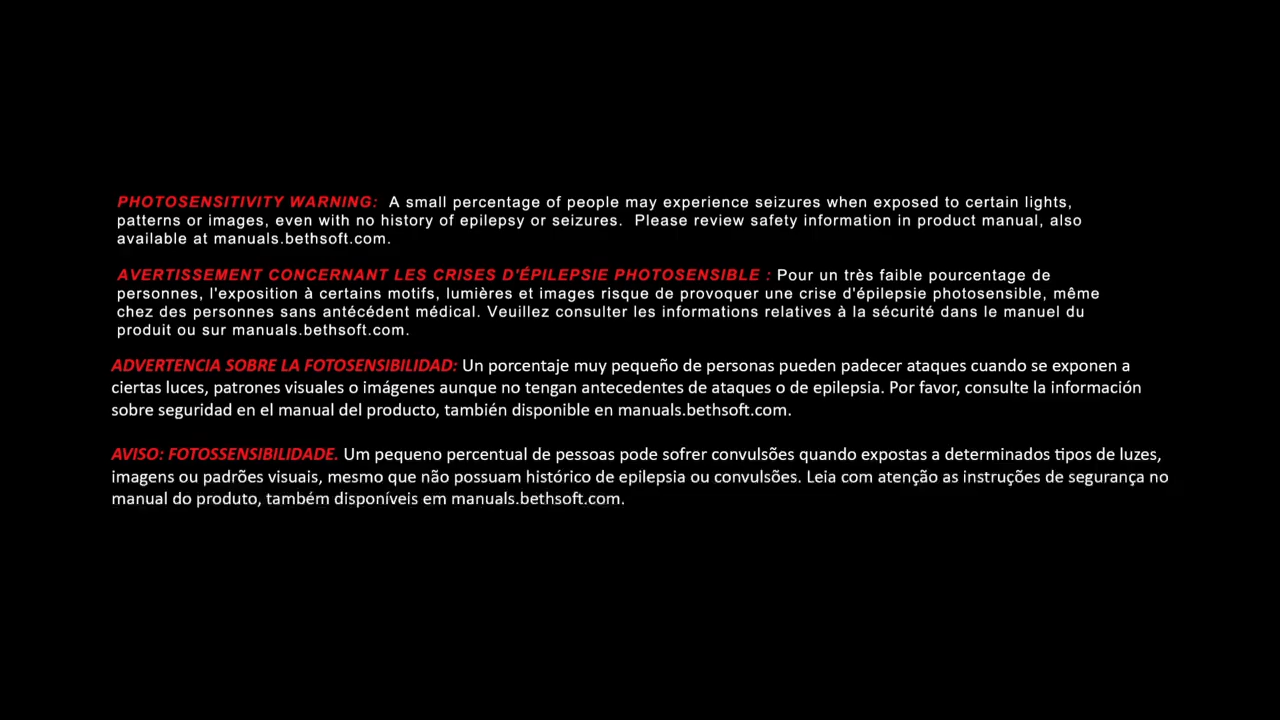 PHOTOSENSITIVITY WARNING: A small percentage of people may experience seizures when exposed to certain lights,
patterns or images, even with no history of epilepsy or seizures. Please review safety information in product manual, also
available at manuals.bethsoft.com.
AVERTISSEMENT CONCERNANT LES CRISES D'ÉPILEPSIE PHOTOSENSIBLE : Pour un très faible pourcentage de
personnes, l'exposition à certains motifs, lumières et images risque de provoquer une crise d'épilepsie photosensible, même
chez des personnes sans antécédent médical. Veuillez consulter les informations relatives à la sécurité dans le manuel du
produit ou sur manuals.bethsoft.com.
ADVERTENCIA SOBRE LA FOTOSENSIBILIDAD: Un porcentaje muy pequeño de personas pueden padecer ataques cuando se exponen a
ciertas luces, patrones visuales o imágenes aunque no tengan antecedentes de ataques o de epilepsia. Por favor, consulte la información
sobre seguridad en el manual del producto, también disponible en manuals.bethsoft.com.
AVISO: FOTOSSENSIBILIDADE. Um pequeno percentual de pessoas pode sofrer convulsões quando expostas a determinados tipos de luzes,
imagens ou padrões visuais, mesmo que não possuam histórico de epilepsia ou convulsões. Leia com atenção as instruções de segurança no
manual do produto, também disponíveis em manuals.bethsoft.com.